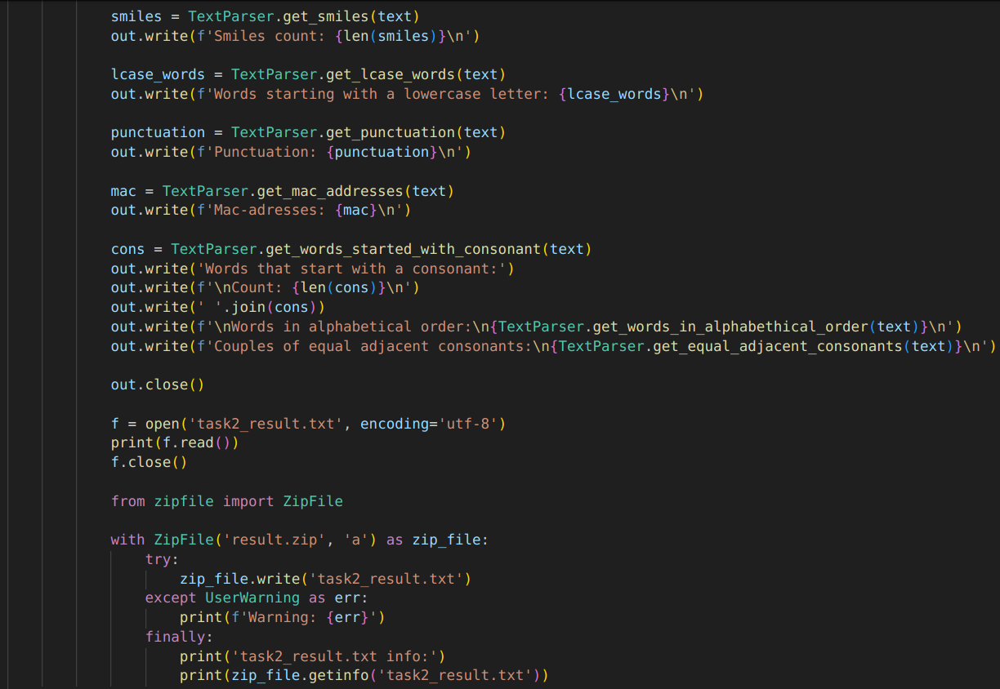 smiles = TextParser.get_smiles(text)
out.write(f'Smiles count: {len(smiles)}\n')

lcase_words = TextParser.get_lcase_words(text)
out.write(f'Words starting with a lowercase letter: {lcase_words}\n')

punctuation = TextParser.get_punctuation(text)
out.write(f'Punctuation: {punctuation}\n')

mac = TextParser.get_mac_addresses(text)
out.write(f'Mac-adresses: {mac}\n')

cons = TextParser.get_words_started_with_consonant(text)
out.write('Words that start with a consonant:')
out.write(f'\nCount: {len(cons)}\n')
out.write(' '.join(cons))
out.write(f'\nWords in alphabetical order:\n{TextParser.get_words_in_alphabethical_order(text)}\n')
out.write(f'Couples of equal adjacent consonants:\n{TextParser.get_equal_adjacent_consonants(text)}\n')

out.close()

f = open('task2_result.txt', encoding='utf-8')
print(f.read())
f.close()

from zipfile import ZipFile

with ZipFile('result.zip', 'a') as zip_file:
    try:
        zip_file.write('task2_result.txt')
    except UserWarning as err:
        print(f'Warning: {err}')
    finally:
        print('task2_result.txt info:')
        print(zip_file.getinfo('task2_result.txt'))